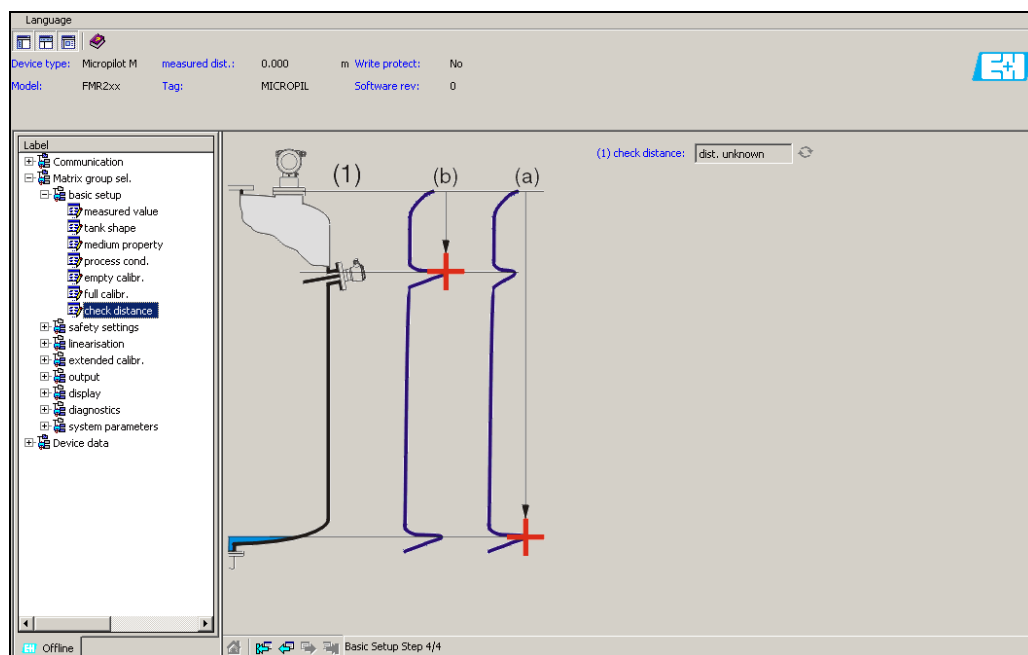 Language
Device type: Micropilot M measured dist.: 0.000 m Write protect: No
Model: FMR2xx Tag: MICROPIL Software rev: 0
Label
Communication
Matrix group sel.
basic setup
measured value
tank shape
medium property
process cond.
empty calibr.
full calibr.
check distance
safety settings
linearisation
extended calibr.
output
display
diagnostics
system parameters
Device data
(1) (b) (a)
(1) check distance: dist. unknown
Offline
Basic Setup Step 4/4